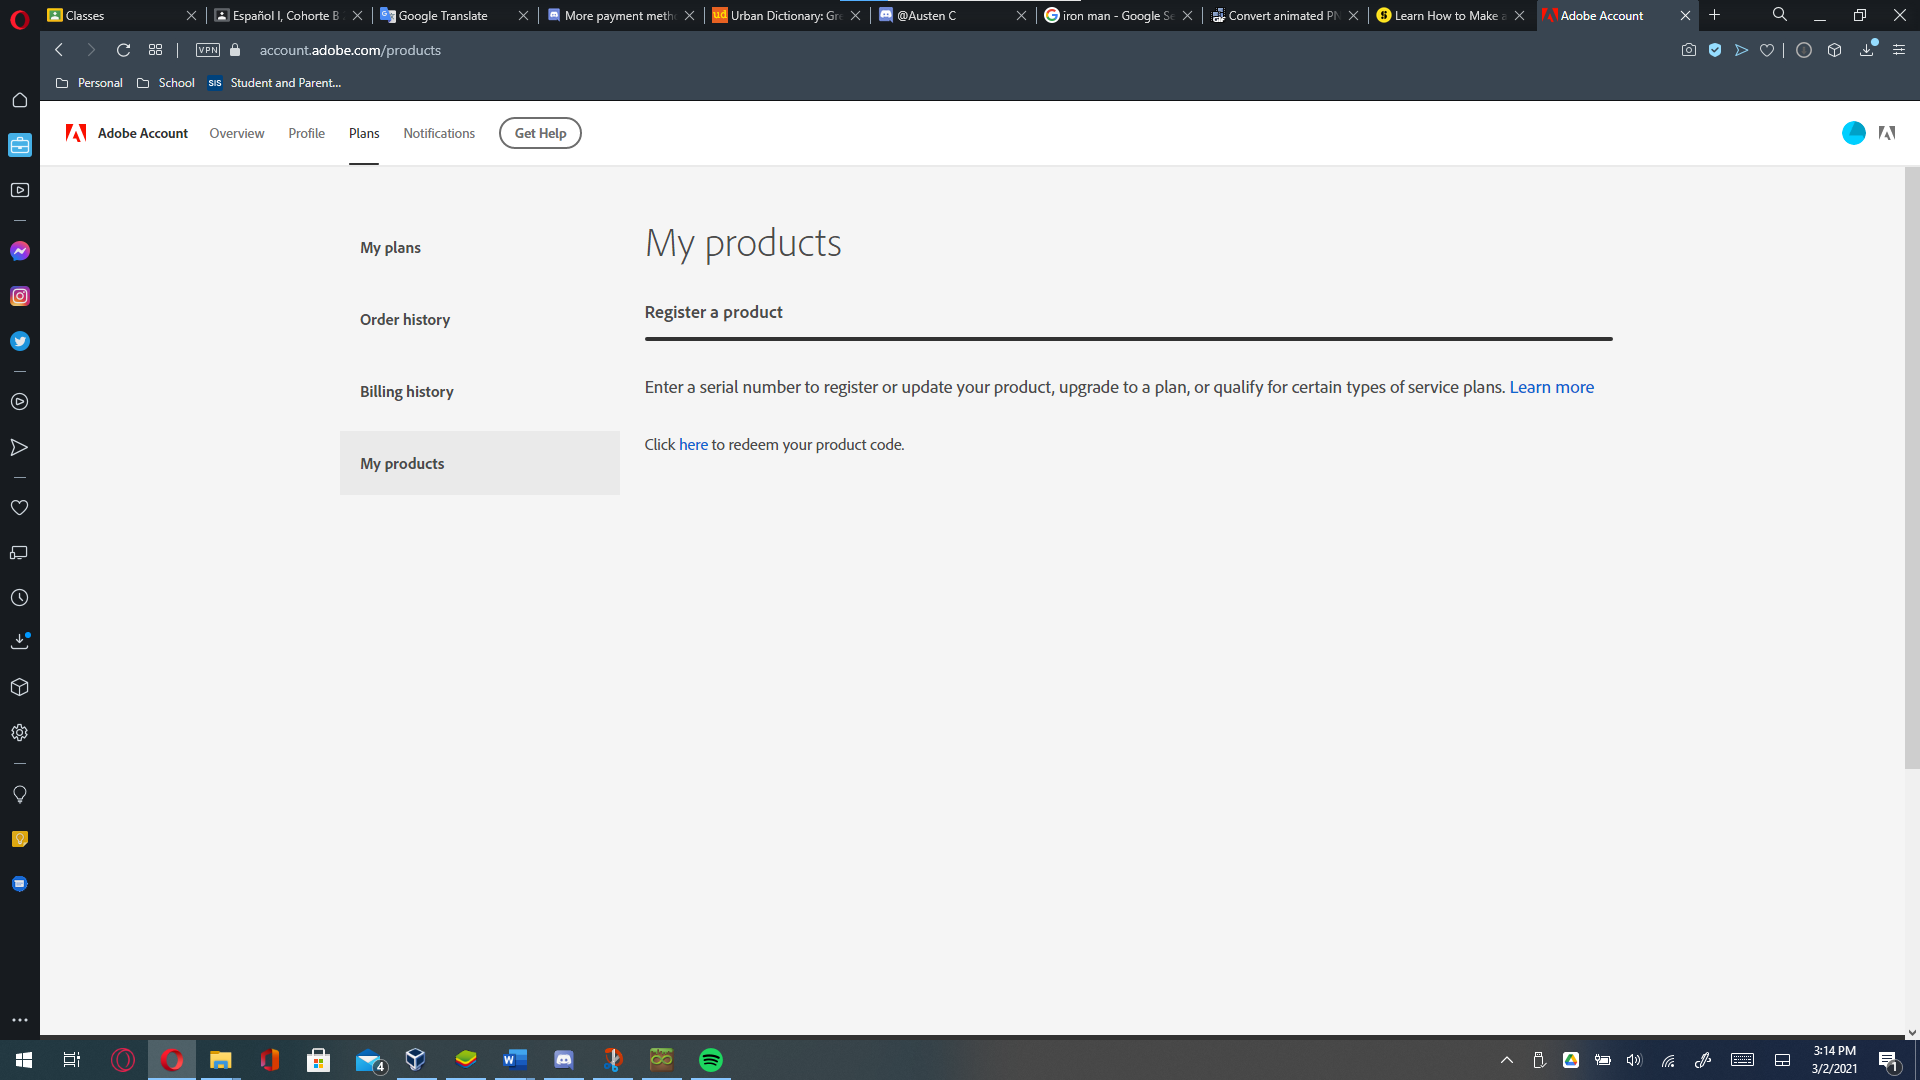 Classes
Español I, Cohorte B
Google Translate
More payment meth
Urban Dictionary: Gr
@Austen C
iron man - Google Se
Convert animated PN
Learn How to Make a
Adobe Account
VPN
account.adobe.com/products
Personal
School
SIS
Student and Parent...
Adobe Account
Overview
Profile
Plans
Notifications
Get Help
My plans
Order history
Billing history
My products
My products
Register a product
Enter a serial number to register or update your product, upgrade to a plan, or qualify for certain types of service plans. Learn more
Click here to redeem your product code.
4
3:14 PM
3/2/2021
1